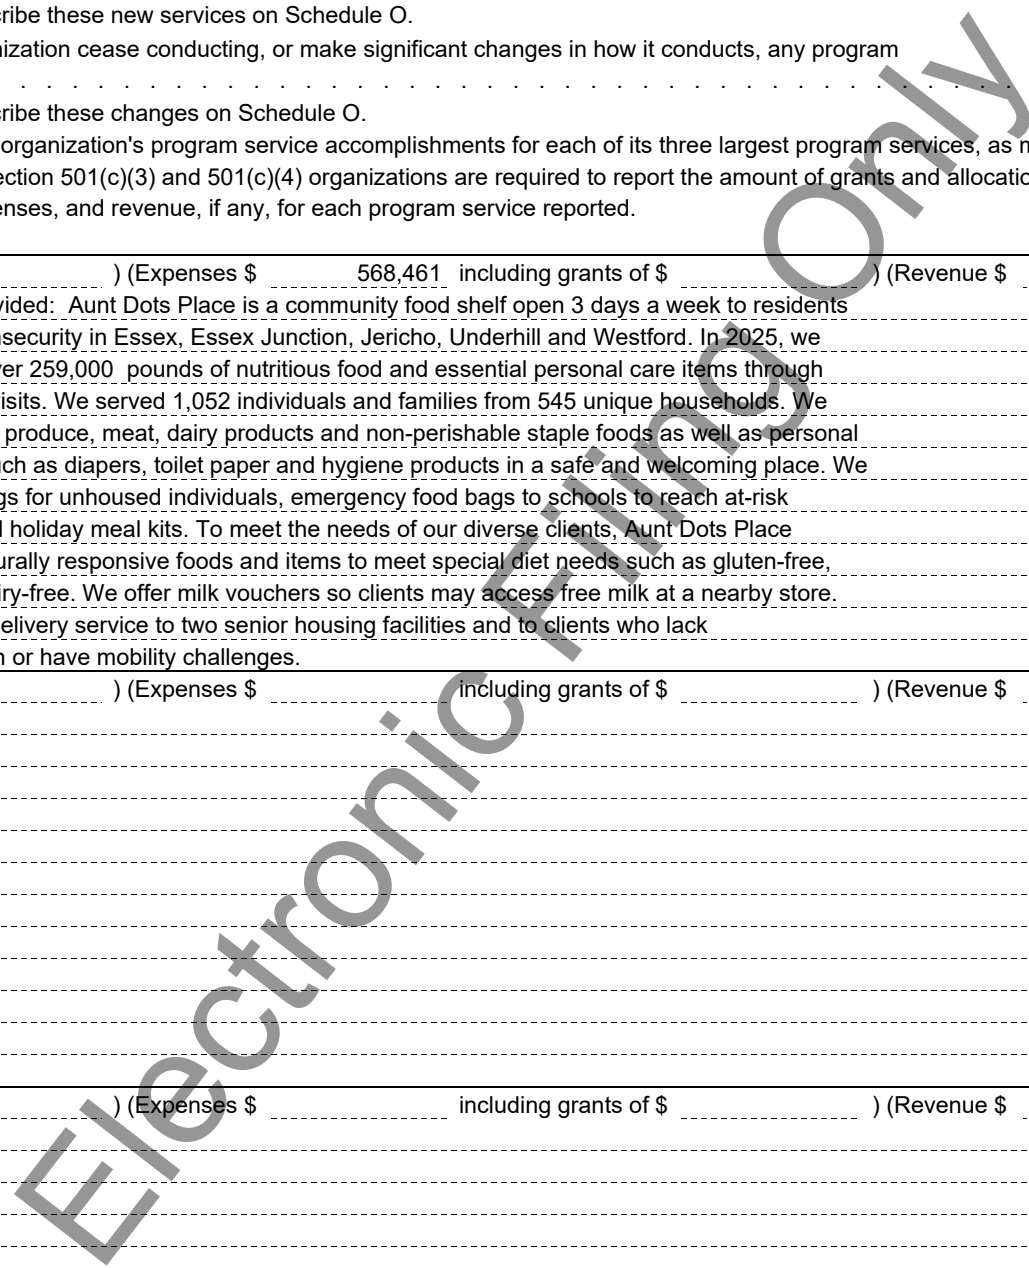 cribe these new services on Schedule O.
nization cease conducting, or make significant changes in how it conducts, any program
. . . . . . . . . . . . . . . . . . . . . . . . . . . . . . . . . . . . . . .
cribe these changes on Schedule O.
organization's program service accomplishments for each of its three largest program services, as m
ection 501(c)(3) and 501(c)(4) organizations are required to report the amount of grants and allocatio
enses, and revenue, if any, for each program service reported.
) (Expenses $ 568,461 including grants of $ ) (Revenue $
vided: Aunt Dots Place is a community food shelf open 3 days a week to residents
nsecurity in Essex, Essex Junction, Jericho, Underhill and Westford. In 2025, we
ver 259,000 pounds of nutritious food and essential personal care items through
visits. We served 1,052 individuals and families from 545 unique households. We
produce, meat, dairy products and non-perishable staple foods as well as personal
uch as diapers, toilet paper and hygiene products in a safe and welcoming place. We
gs for unhoused individuals, emergency food bags to schools to reach at-risk
d holiday meal kits. To meet the needs of our diverse clients, Aunt Dots Place
urally responsive foods and items to meet special diet needs such as gluten-free,
iry-free. We offer milk vouchers so clients may access free milk at a nearby store.
elivery service to two senior housing facilities and to clients who lack
n or have mobility challenges.
) (Expenses $ including grants of $ ) (Revenue $
) (Expenses $ including grants of $ ) (Revenue $
Electronic Filing Only